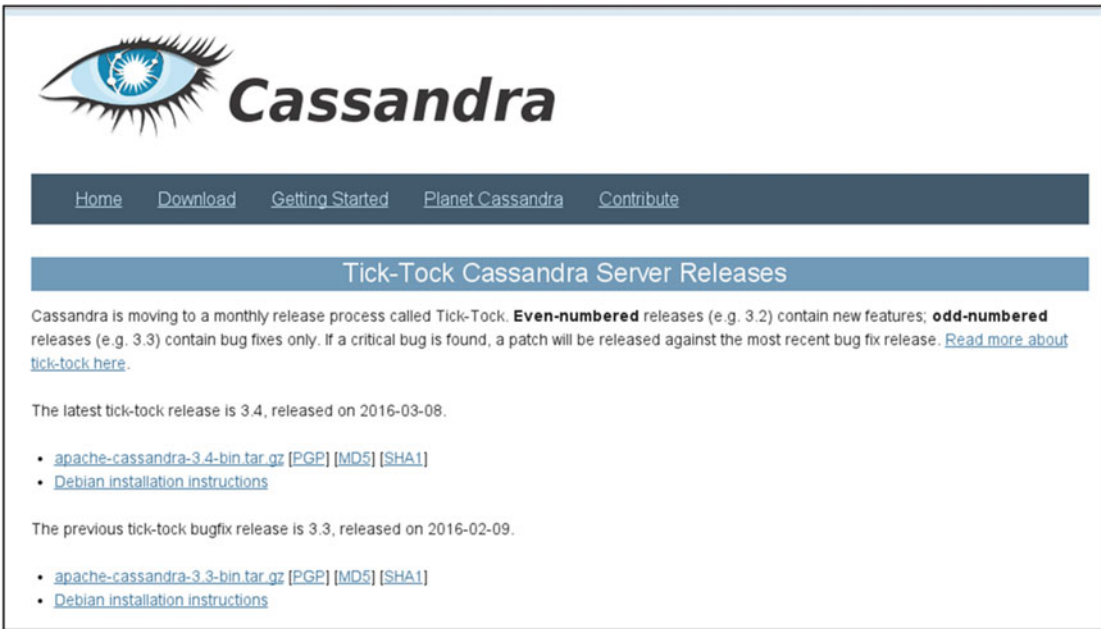 Cassandra
Home Download Getting Started Planet Cassandra Contribute
Tick-Tock Cassandra Server Releases
Cassandra is moving to a monthly release process called Tick-Tock. Even-numbered releases (e.g. 3.2) contain new features; odd-numbered
releases (e.g. 3.3) contain bug fixes only. If a critical bug is found, a patch will be released against the most recent bug fix release. Read more about
tick-tock here.
The latest tick-tock release is 3.4, released on 2016-03-08.
• apache-cassandra-3.4-bin.tar.gz [PGP] [MD5] [SHA1]
• Debian installation instructions
The previous tick-tock bugfix release is 3.3, released on 2016-02-09.
• apache-cassandra-3.3-bin.tar.gz [PGP] [MD5] [SHA1]
• Debian installation instructions